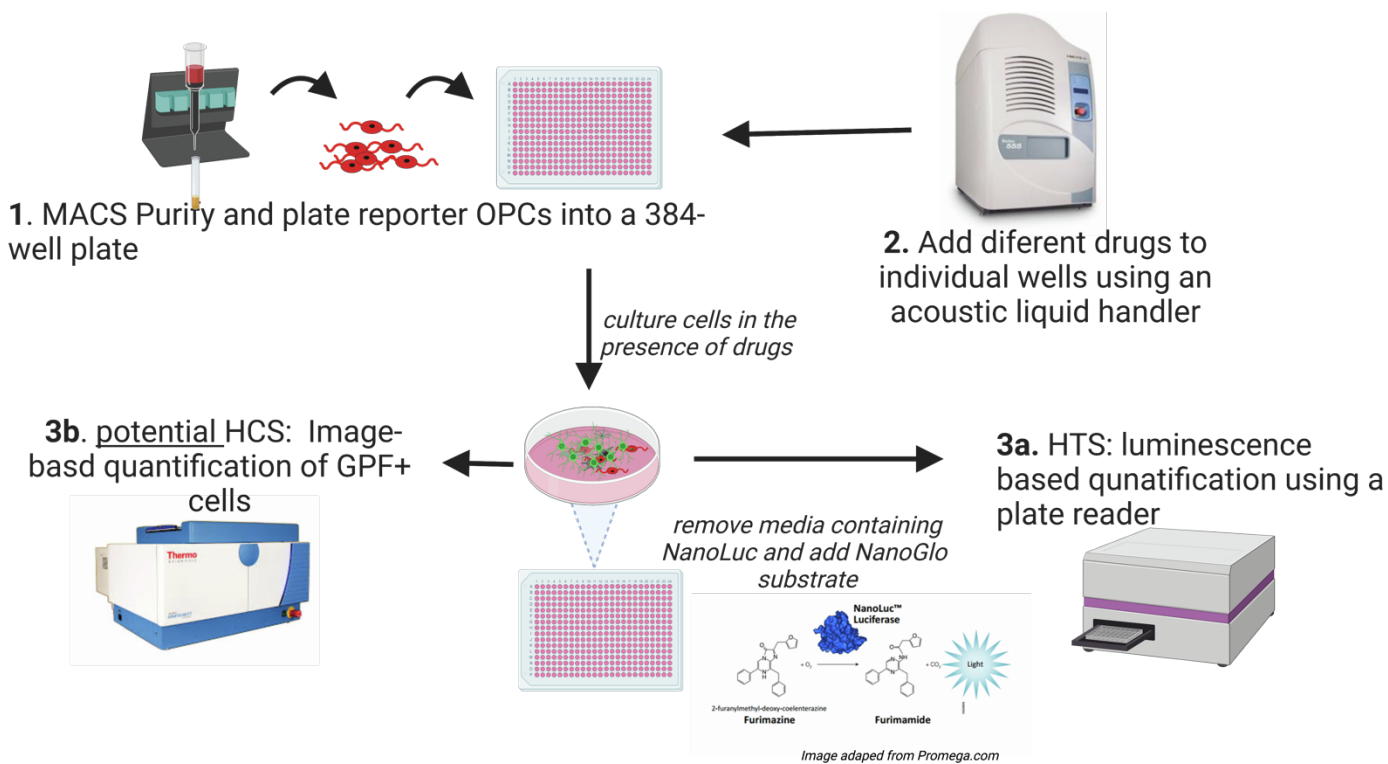 1. MACS Purify and plate reporter OPCs into a 384-
well plate
2. Add diferent drugs to
individual wells using an
acoustic liquid handler
culture cells in the
presence of drugs
3b. potential HCS: Image-
basd quantification of GPF+
cells
Thermo
3a. HTS: luminescence
based qunatification using a
plate reader
remove media containing
NanoLuc and add NanoGlo
substrate
NanoLuc™
Luciferase
+ O₂
+ CO₂
Light
2-furanylmethyl-deoxy-coelenterazine
Furimazine
Furimamide
Image adaped from Promega.com